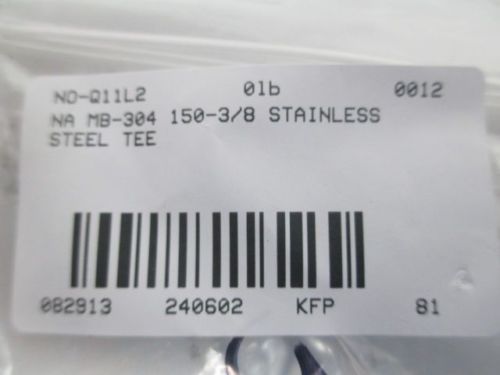 NO-Q11L2 0lb 0012
NA MB-304 150-3/8 STAINLESS
STEEL TEE
082913 240602 KFP 81